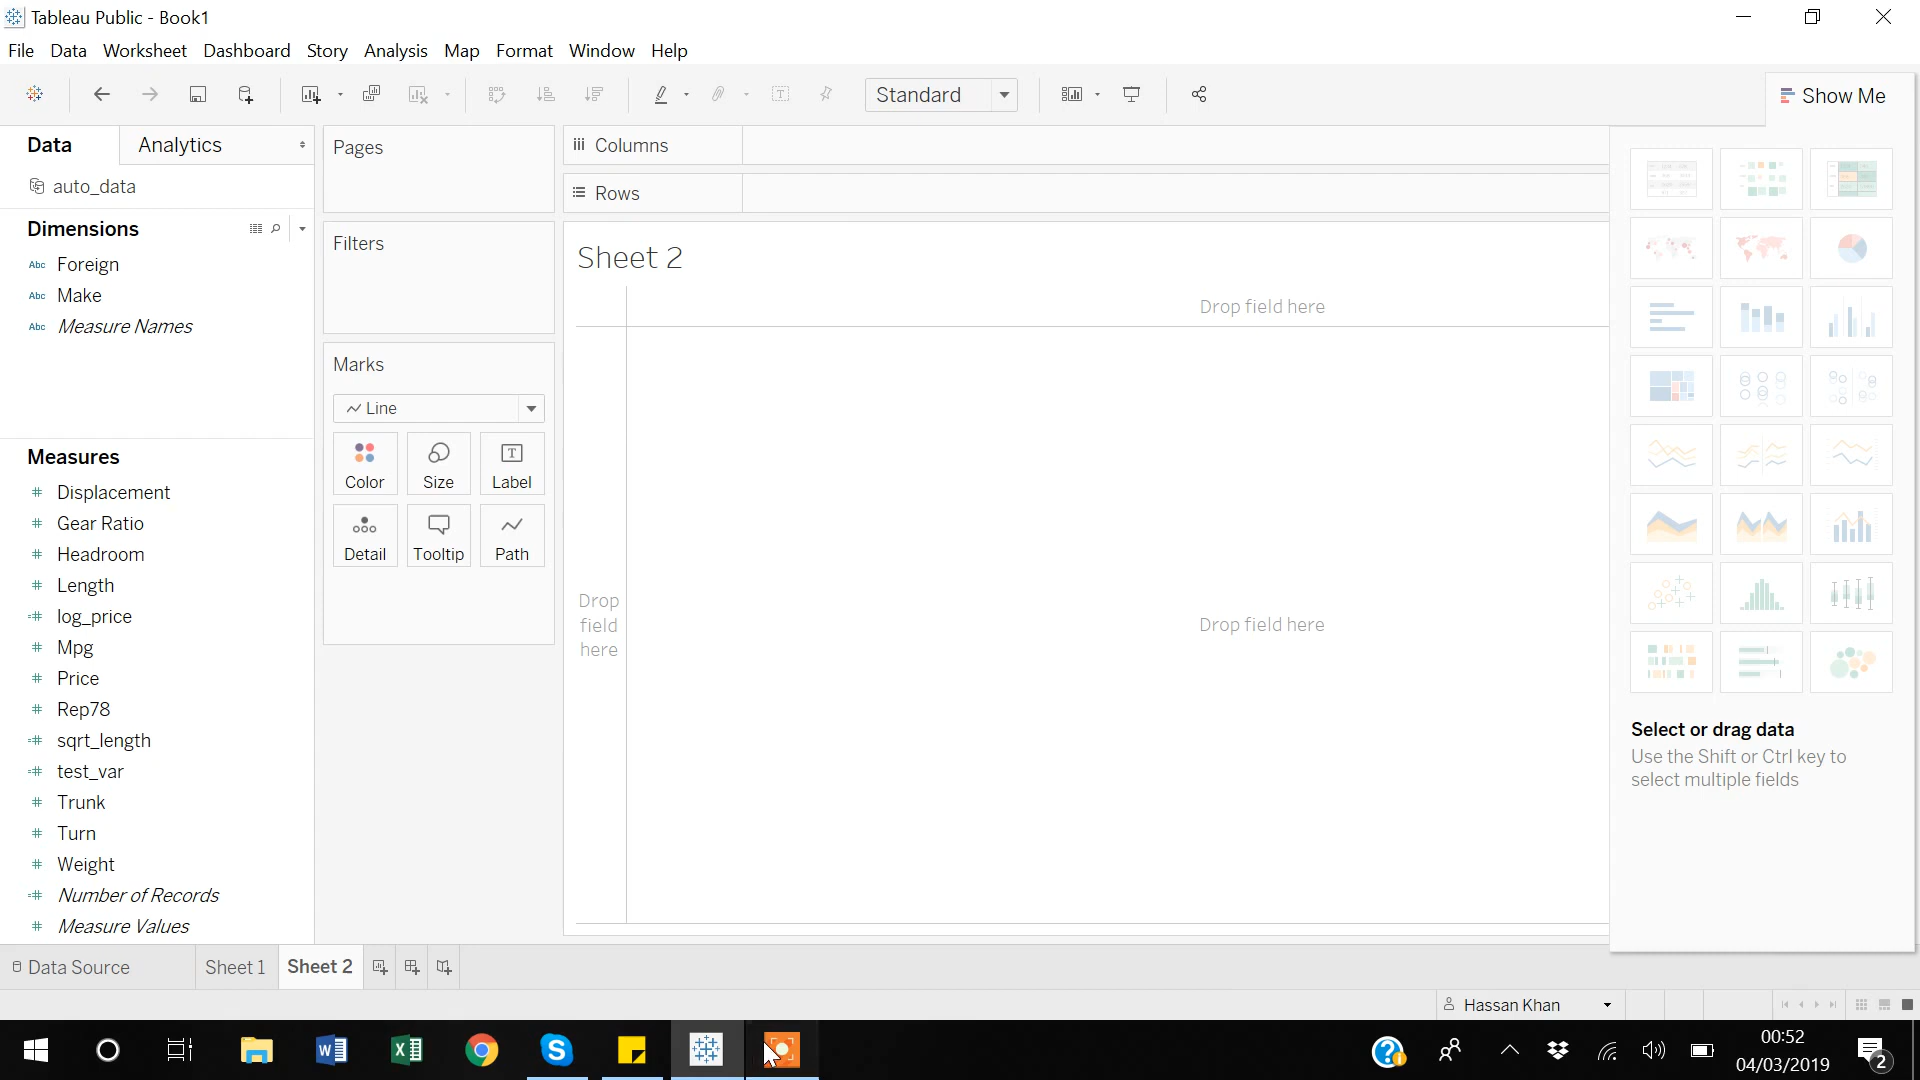 Tableau Public - Book1
File Data Worksheet Dashboard Story Analysis Map Format Window Help
Standard
Show Me
Data Analytics
auto_data
Dimensions
Abc Foreign
Abc Make
Abc Measure Names
Measures
# Displacement
# Gear Ratio
# Headroom
# Length
=# log_price
# Mpg
# Price
# Rep78
=# sqrt_length
=# test_var
# Trunk
# Turn
# Weight
=# Number of Records
# Measure Values
Pages
Filters
Marks
Line
Color Size Label
Detail Tooltip Path
Columns
Rows
Sheet 2
Drop field here
Drop
field
here
Drop field here
Select or drag data
Use the Shift or Ctrl key to
select multiple fields
Data Source Sheet 1 Sheet 2
Hassan Khan
00:52
04/03/2019
2